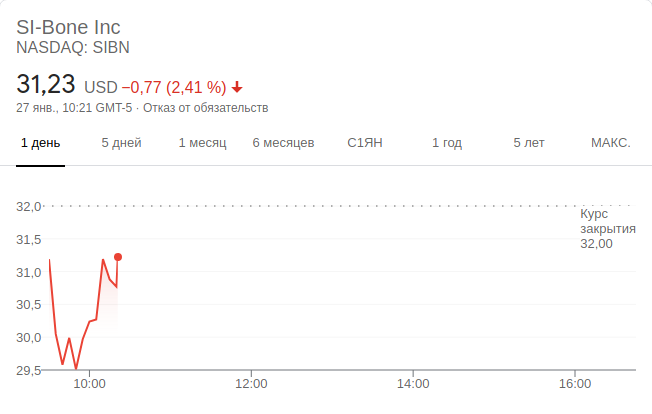 SI-Bone Inc
NASDAQ: SIBN
31,23 USD −0,77 (2,41 %)
27 янв., 10:21 GMT-5 · Отказ от обязательств
1 день 5 дней 1 месяц 6 месяцев С1ЯН 1 год 5 лет МАКС.
32,0
Курс
закрытия
32,00
31,5
31,0
30,5
30,0
29,5
10:00 12:00 14:00 16:00